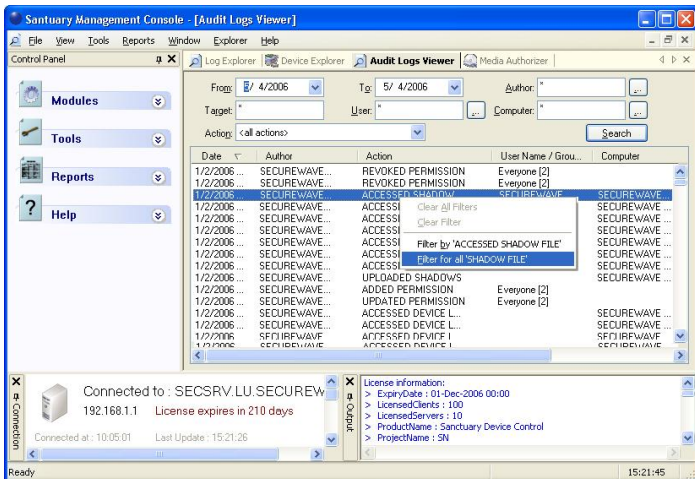 Santuary Management Console - [Audit Logs Viewer]
File View Tools Reports Window Explorer Help
Control Panel
Log Explorer Device Explorer Audit Logs Viewer Media Authorizer
Modules
Tools
Reports
Help
From: 5/ 4/2006 To: 5/ 4/2006 Author: * ...
Target: * User: * ... Computer: * ...
Action: <all actions> Search
Date Author Action User Name / Grou... Computer
1/2/2006 ... SECUREWAVE... REVOKED PERMISSION Everyone [2]
1/2/2006 ... SECUREWAVE... REVOKED PERMISSION Everyone [2]
1/2/2006 ... SECUREWAVE... ACCESSED SHADOW SECUREWAVE SECUREWAVE ...
1/2/2006 ... SECUREWAVE... ACCESSE SECUREWAVE ...
1/2/2006 ... SECUREWAVE... ACCESSI SECUREWAVE ...
1/2/2006 ... SECUREWAVE... ACCESSI SECUREWAVE ...
1/2/2006 ... SECUREWAVE... ACCESSI SECUREWAVE ...
1/2/2006 ... SECUREWAVE... ACCESSI SECUREWAVE ...
1/2/2006 ... SECUREWAVE... ACCESSI SECUREWAVE ...
1/2/2006 ... SECUREWAVE... UPLOADED SHADOWS SECUREWAVE ...
1/2/2006 ... SECUREWAVE... ADDED PERMISSION Everyone [2]
1/2/2006 ... SECUREWAVE... UPDATED PERMISSION Everyone [2]
1/2/2006 ... SECUREWAVE... ACCESSED DEVICE L... SECUREWAVE ...
1/2/2006 ... SECUREWAVE... ACCESSED DEVICE L... SECUREWAVE ...
1/2/2006 ... SECUREWAVE... ACCESSED DEVICE L... SECUREWAVE ...
Clear All Filters
Clear Filter
Filter by 'ACCESSED SHADOW FILE'
Filter for all 'SHADOW FILE'
Connection
Connected to : SECSRV.LU.SECUREW
192.168.1.1 License expires in 210 days
Connected at : 10:05:01 Last Update : 15:21:26
Output
License information:
> ExpiryDate : 01-Dec-2006 00:00
> LicensedClients : 100
> LicensedServers : 10
> ProductName : Sanctuary Device Control
> ProjectName : SN
Ready 15:21:45